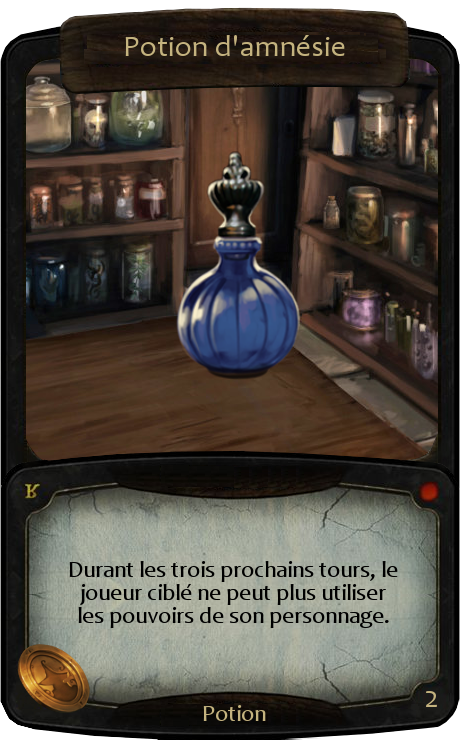 Potion d'amnésie
Durant les trois prochains tours, le
joueur ciblé ne peut plus utiliser
les pouvoirs de son personnage.
Potion
2